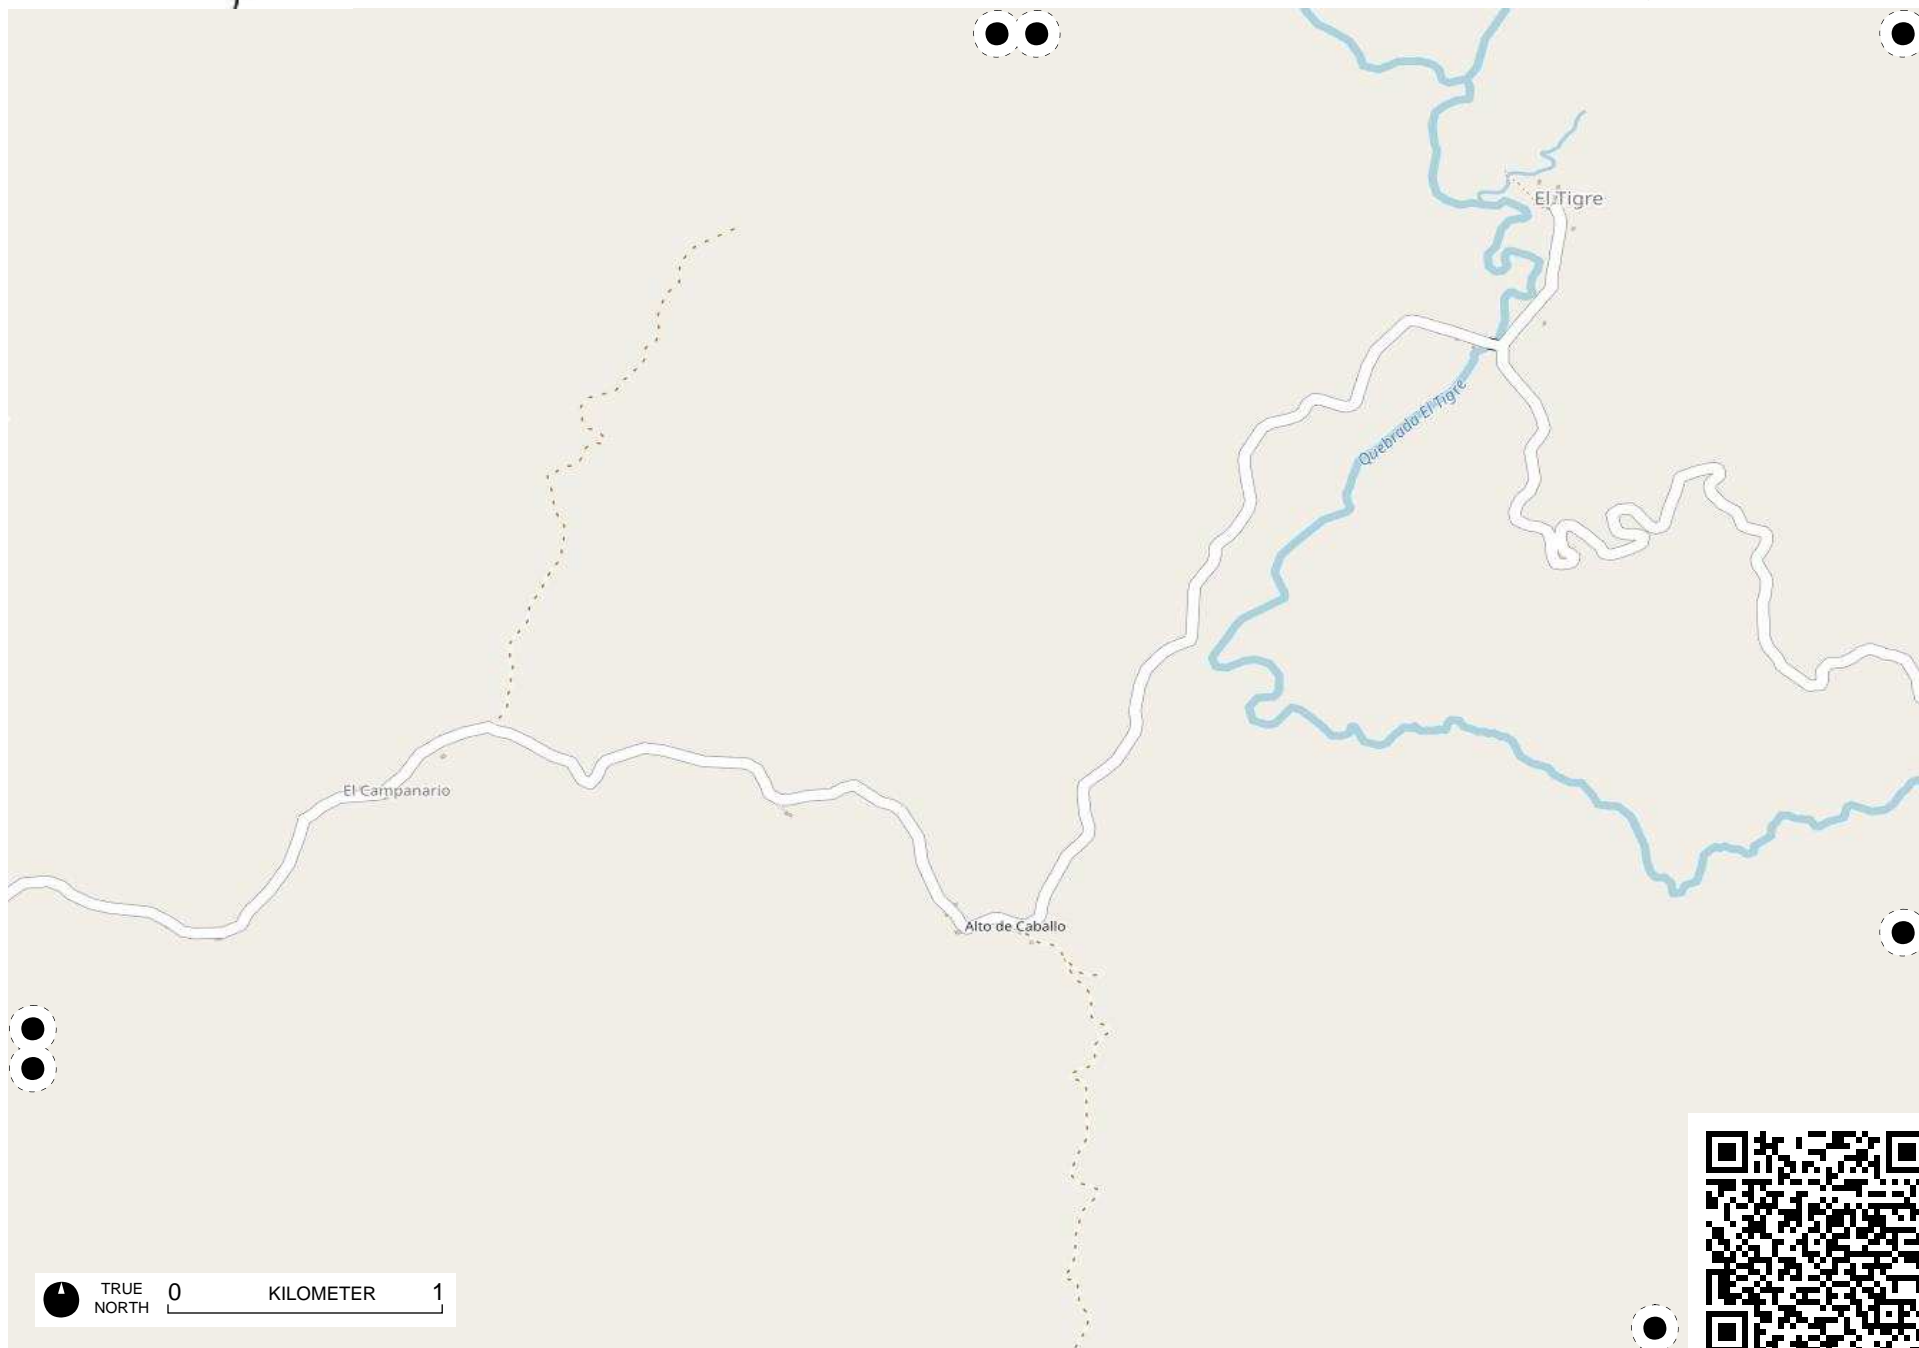 El Tigre
Quebrada El Tigre
El Campanario
Alto de Caballo
TRUE
NORTH
0 KILOMETER 1